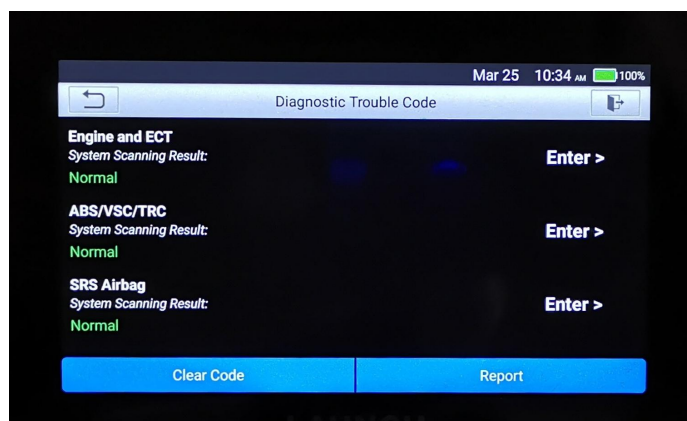 Mar 25 10:34 AM 100%
Diagnostic Trouble Code
Engine and ECT
System Scanning Result:
Enter >
Normal
ABS/VSC/TRC
System Scanning Result:
Enter >
Normal
SRS Airbag
System Scanning Result:
Enter >
Normal
Clear Code Report
LAUNCH